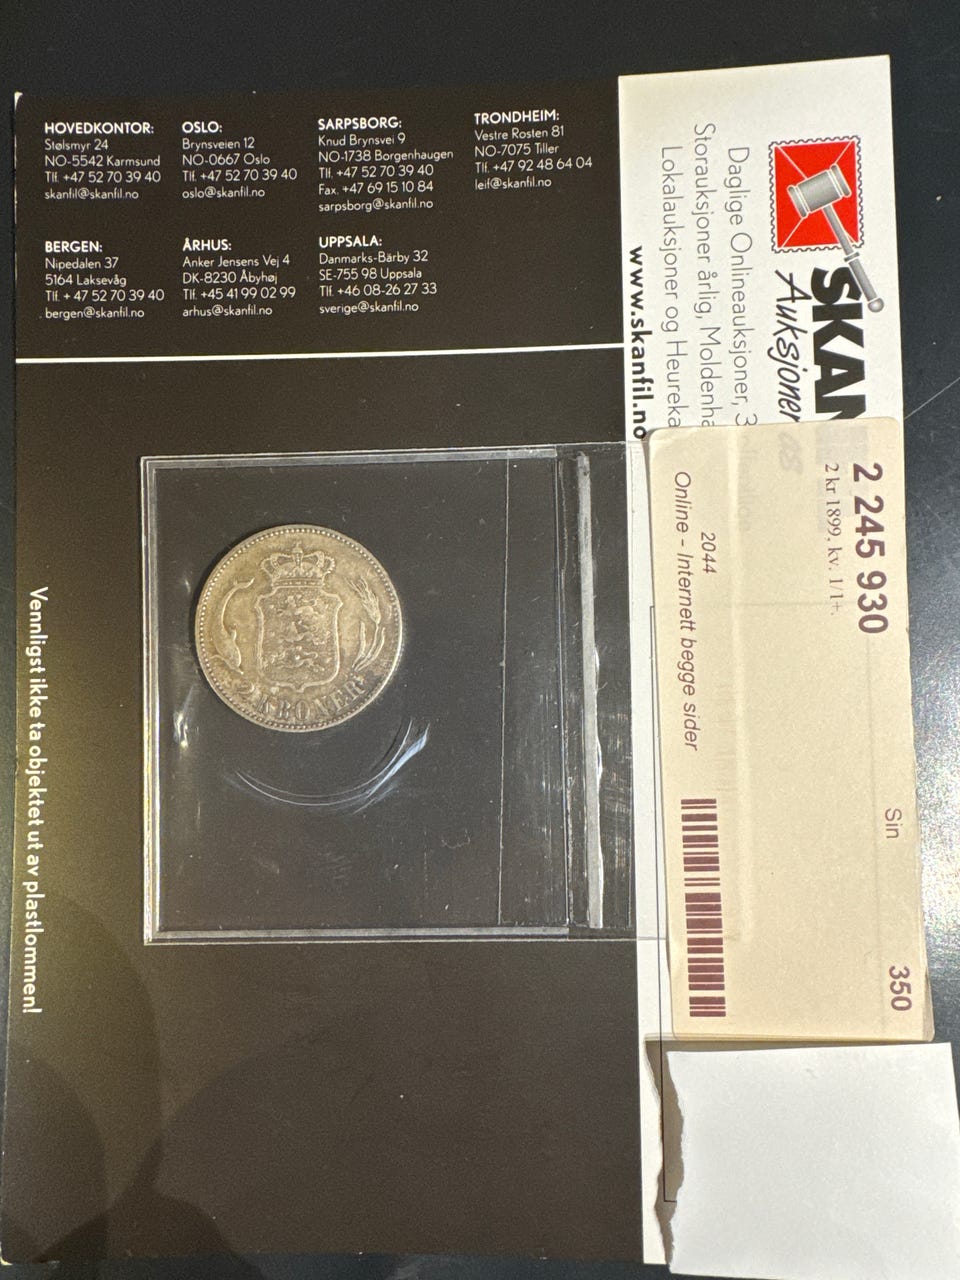 HOVEDKONTOR:
Stølsmyr 24
NO-5542 Karmsund
Tlf. +47 52 70 39 40
skanfil@skanfil.no
OSLO:
Brynsveien 12
NO-0667 Oslo
Tlf. +47 52 70 39 40
oslo@skanfil.no
SARPSBORG:
Knud Brynsvei 9
NO-1738 Borgenhaugen
Tlf. +47 52 70 39 40
Fax. +47 69 15 10 84
sarpsborg@skanfil.no
TRONDHEIM:
Vestre Rosten 81
NO-7075 Tiller
Tlf. +47 92 48 64 04
leif@skanfil.no
BERGEN:
Nipedalen 37
5164 Laksevåg
Tlf. + 47 52 70 39 40
bergen@skanfil.no
ÅRHUS:
Anker Jensens Vej 4
DK-8230 Åbyhøj
Tlf. +45 41 99 02 99
arhus@skanfil.no
UPPSALA:
Danmarks-Bärby 32
SE-755 98 Uppsala
Tlf. +46 08-26 27 33
sverige@skanfil.no
SKAN
Auksjoner as
Daglige Onlineauksjoner, 3
Storauksjoner årlig, Moldenha
Lokalauksjoner og Heureka
www.skanfil.no
2 245 930
2 kr 1899. kv. 1/1+.
2044
Online - Internett begge sider
Sin
350
2 KRONER
Vennligst ikke ta objektet ut av plastlommen!